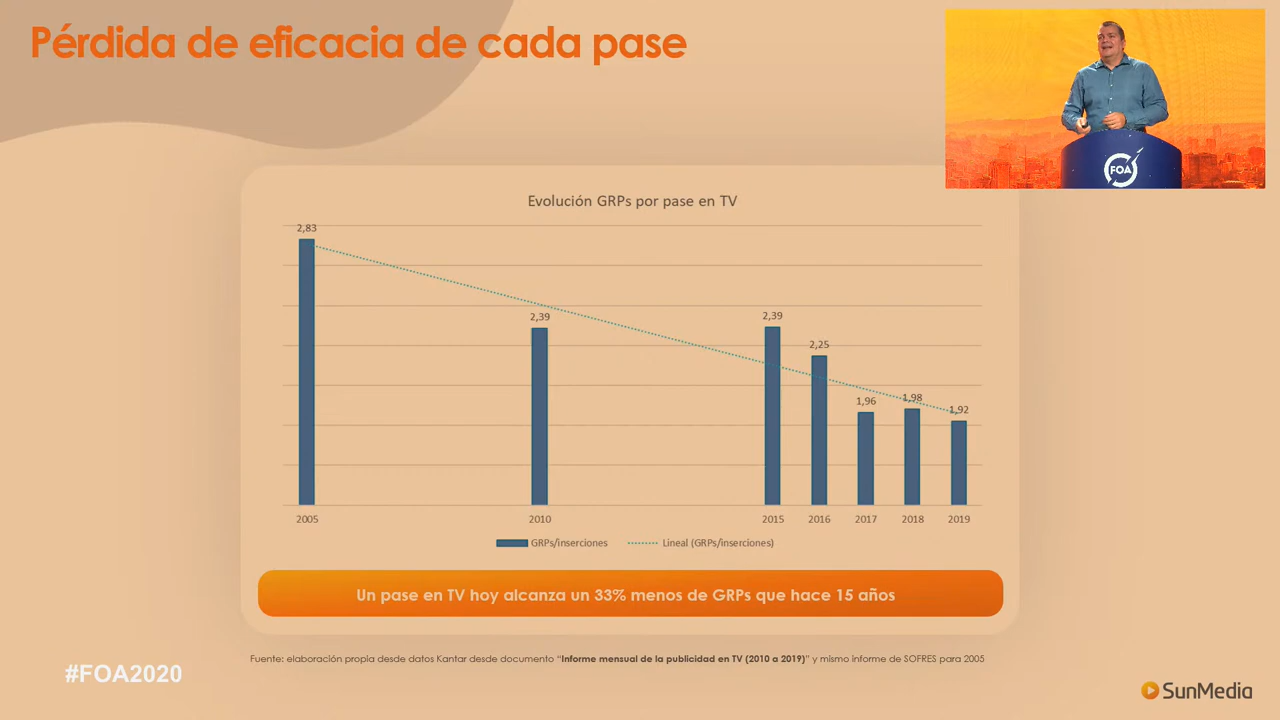 Pérdida de eficacia de cada pase
FOA
Evolución GRPs por pase en TV
2,83
2,39
2,39
2,25
1,96
1,98
1,92
2005
2010
2015
2016
2017
2018
2019
GRPs/inserciones
Lineal (GRPs/inserciones)
Un pase en TV hoy alcanza un 33% menos de GRPs que hace 15 años
Fuente: elaboración propia desde datos Kantar desde documento “Informe mensual de la publicidad en TV (2010 a 2019)” y mismo informe de SOFRES para 2005
#FOA2020
SunMedia